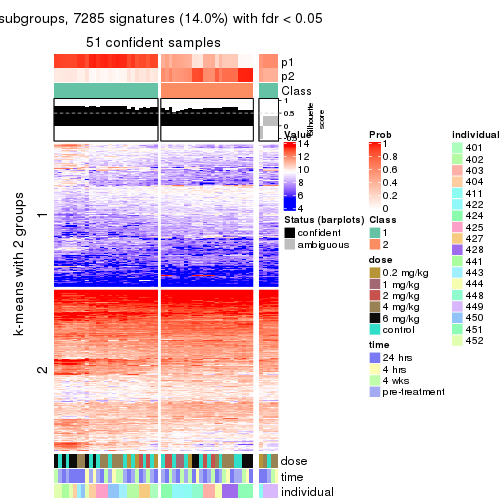 subgroups, 7285 signatures (14.0%) with fdr < 0.05
51 confident samples
p1
p2
Class
1
0.5
0
Silhouette
score
k-means with 2 groups
1
2
Value
14
12
10
8
6
4
Status (barplots)
confident
ambiguous
Prob
1
0.8
0.6
0.4
0.2
0
Class
1
2
dose
0.2 mg/kg
1 mg/kg
2 mg/kg
4 mg/kg
6 mg/kg
control
time
24 hrs
4 hrs
4 wks
pre-treatment
individual
401
402
403
404
411
422
424
425
427
428
441
443
444
448
449
450
451
452
dose
time
individual